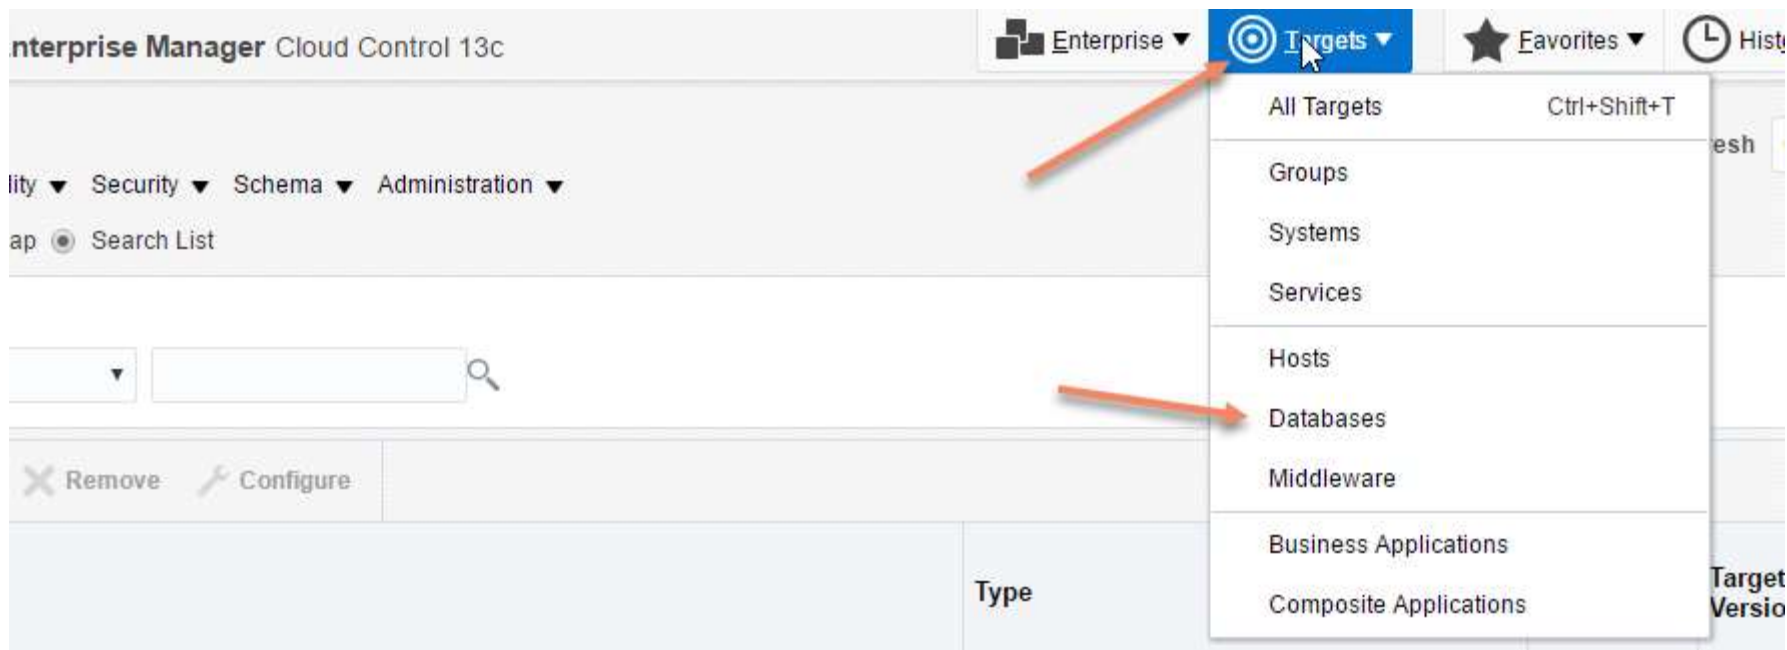 nterprise Manager Cloud Control 13c
Enterprise ▼ Targets ▼ Favorites ▼ Histo
All Targets Ctrl+Shift+T
esh
Groups
lity ▼ Security ▼ Schema ▼ Administration ▼
Systems
ap Search List
Services
Hosts
Databases
Middleware
Remove Configure
Business Applications
Type
Composite Applications
Target
Versio